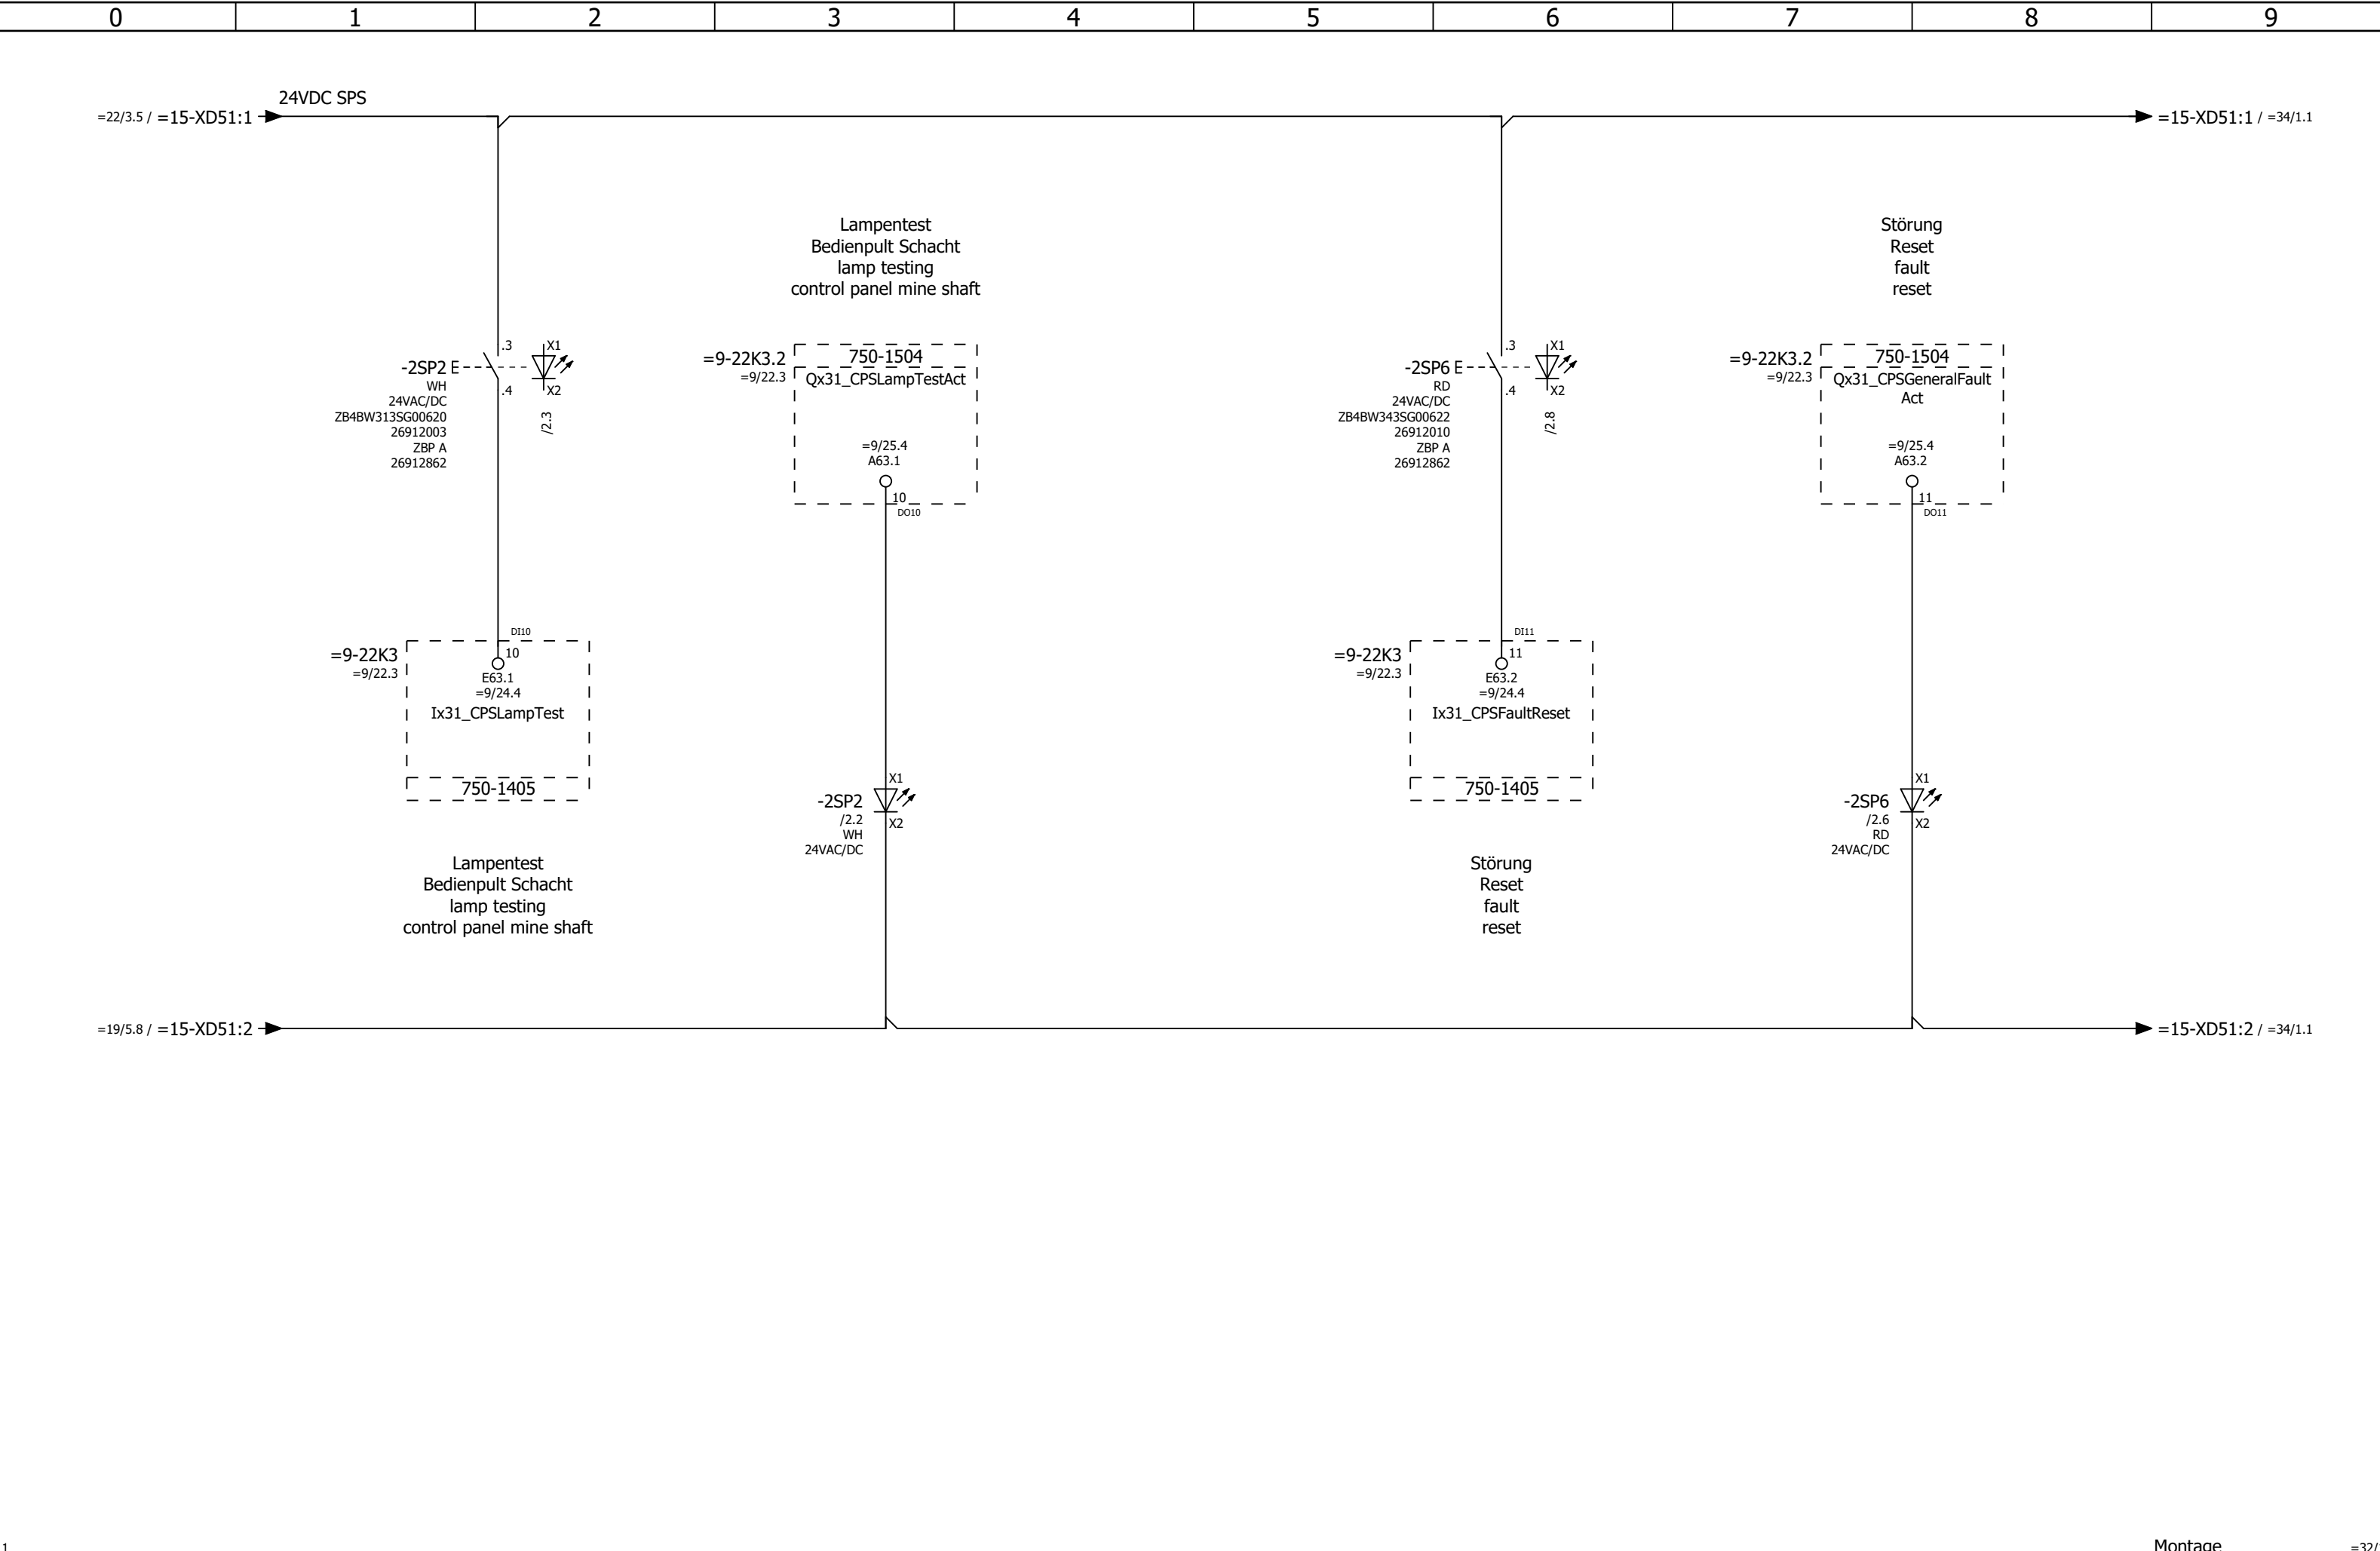 0 1 2 3 4 5 6 7 8 9
24VDC SPS
=22/3.5 / =15-XD51:1
=15-XD51:1 / =34/1.1
Lampentest
Bedienpult Schacht
lamp testing
control panel mine shaft
Störung
Reset
fault
reset
-2SP2 E
WH
24VAC/DC
ZB4BW313SG00620
26912003
ZBP A
26912862
.3
.4
X1
X2
/2.3
=9-22K3.2
=9/22.3
750-1504
Qx31_CPSLampTestAct
=9/25.4
A63.1
10
DO10
-2SP6 E
RD
24VAC/DC
ZB4BW343SG00622
26912010
ZBP A
26912862
.3
.4
X1
X2
/2.8
=9-22K3.2
=9/22.3
750-1504
Qx31_CPSGeneralFault
Act
=9/25.4
A63.2
11
DO11
=9-22K3
=9/22.3
DI10
10
E63.1
=9/24.4
Ix31_CPSLampTest
750-1405
Lampentest
Bedienpult Schacht
lamp testing
control panel mine shaft
-2SP2
/2.2
WH
24VAC/DC
X1
X2
=9-22K3
=9/22.3
DI11
11
E63.2
=9/24.4
Ix31_CPSFaultReset
750-1405
Störung
Reset
fault
reset
-2SP6
/2.6
RD
24VAC/DC
X1
X2
=19/5.8 / =15-XD51:2
=15-XD51:2 / =34/1.1
1
Montage
=32/